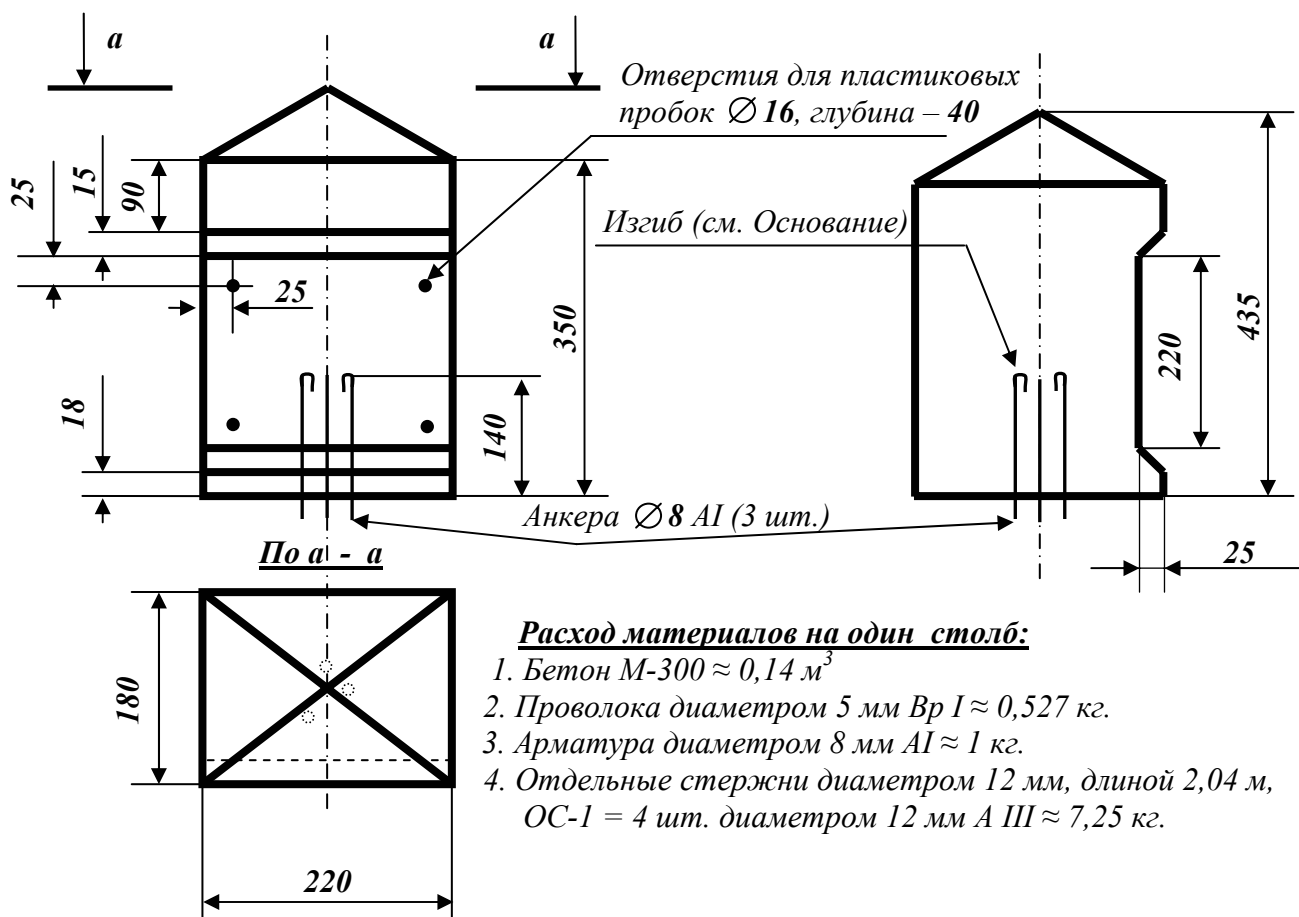 a
a
Отверстия для пластиковых
пробок ∅ 16, глубина – 40
25
15
90
Изгиб (см. Основание)
25
350
435
220
18
140
Анкера ∅ 8 АI (3 шт.)
По а - а
25
180
220
Расход материалов на один столб:
1. Бетон М-300 ≈ 0,14 м³
2. Проволока диаметром 5 мм Вр I ≈ 0,527 кг.
3. Арматура диаметром 8 мм АI ≈ 1 кг.
4. Отдельные стержни диаметром 12 мм, длиной 2,04 м,
ОС-1 = 4 шт. диаметром 12 мм А III ≈ 7,25 кг.